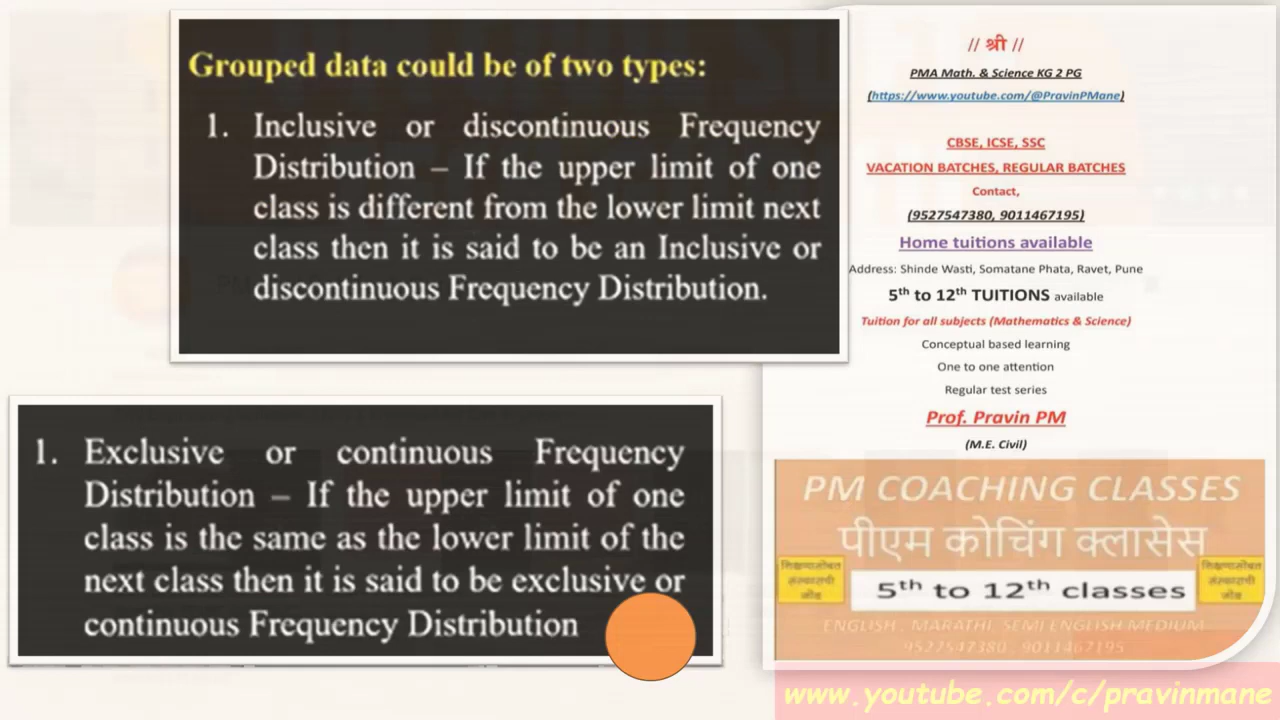 Grouped data could be of two types:
1. Inclusive or discontinuous Frequency
Distribution – If the upper limit of one
class is different from the lower limit next
class then it is said to be an Inclusive or
discontinuous Frequency Distribution.
1. Exclusive or continuous Frequency
Distribution – If the upper limit of one
class is the same as the lower limit of the
next class then it is said to be exclusive or
continuous Frequency Distribution
// श्री //
PMA Math. & Science KG 2 PG
(https://www.youtube.com/@PravinPMane)
CBSE, ICSE, SSC
VACATION BATCHES, REGULAR BATCHES
Contact,
(9527547380, 9011467195)
Home tuitions available
Address: Shinde Wasti, Somatane Phata, Ravet, Pune
5th to 12th TUITIONS available
Tuition for all subjects (Mathematics & Science)
Conceptual based learning
One to one attention
Regular test series
Prof. Pravin PM
(M.E. Civil)
PM COACHING CLASSES
पीएम कोचिंग क्लासेस
5th to 12th classes
ENGLISH, MARATHI, SEMI ENGLISH MEDIUM
9527547380, 9011467195
www.youtube.com/c/pravinmane